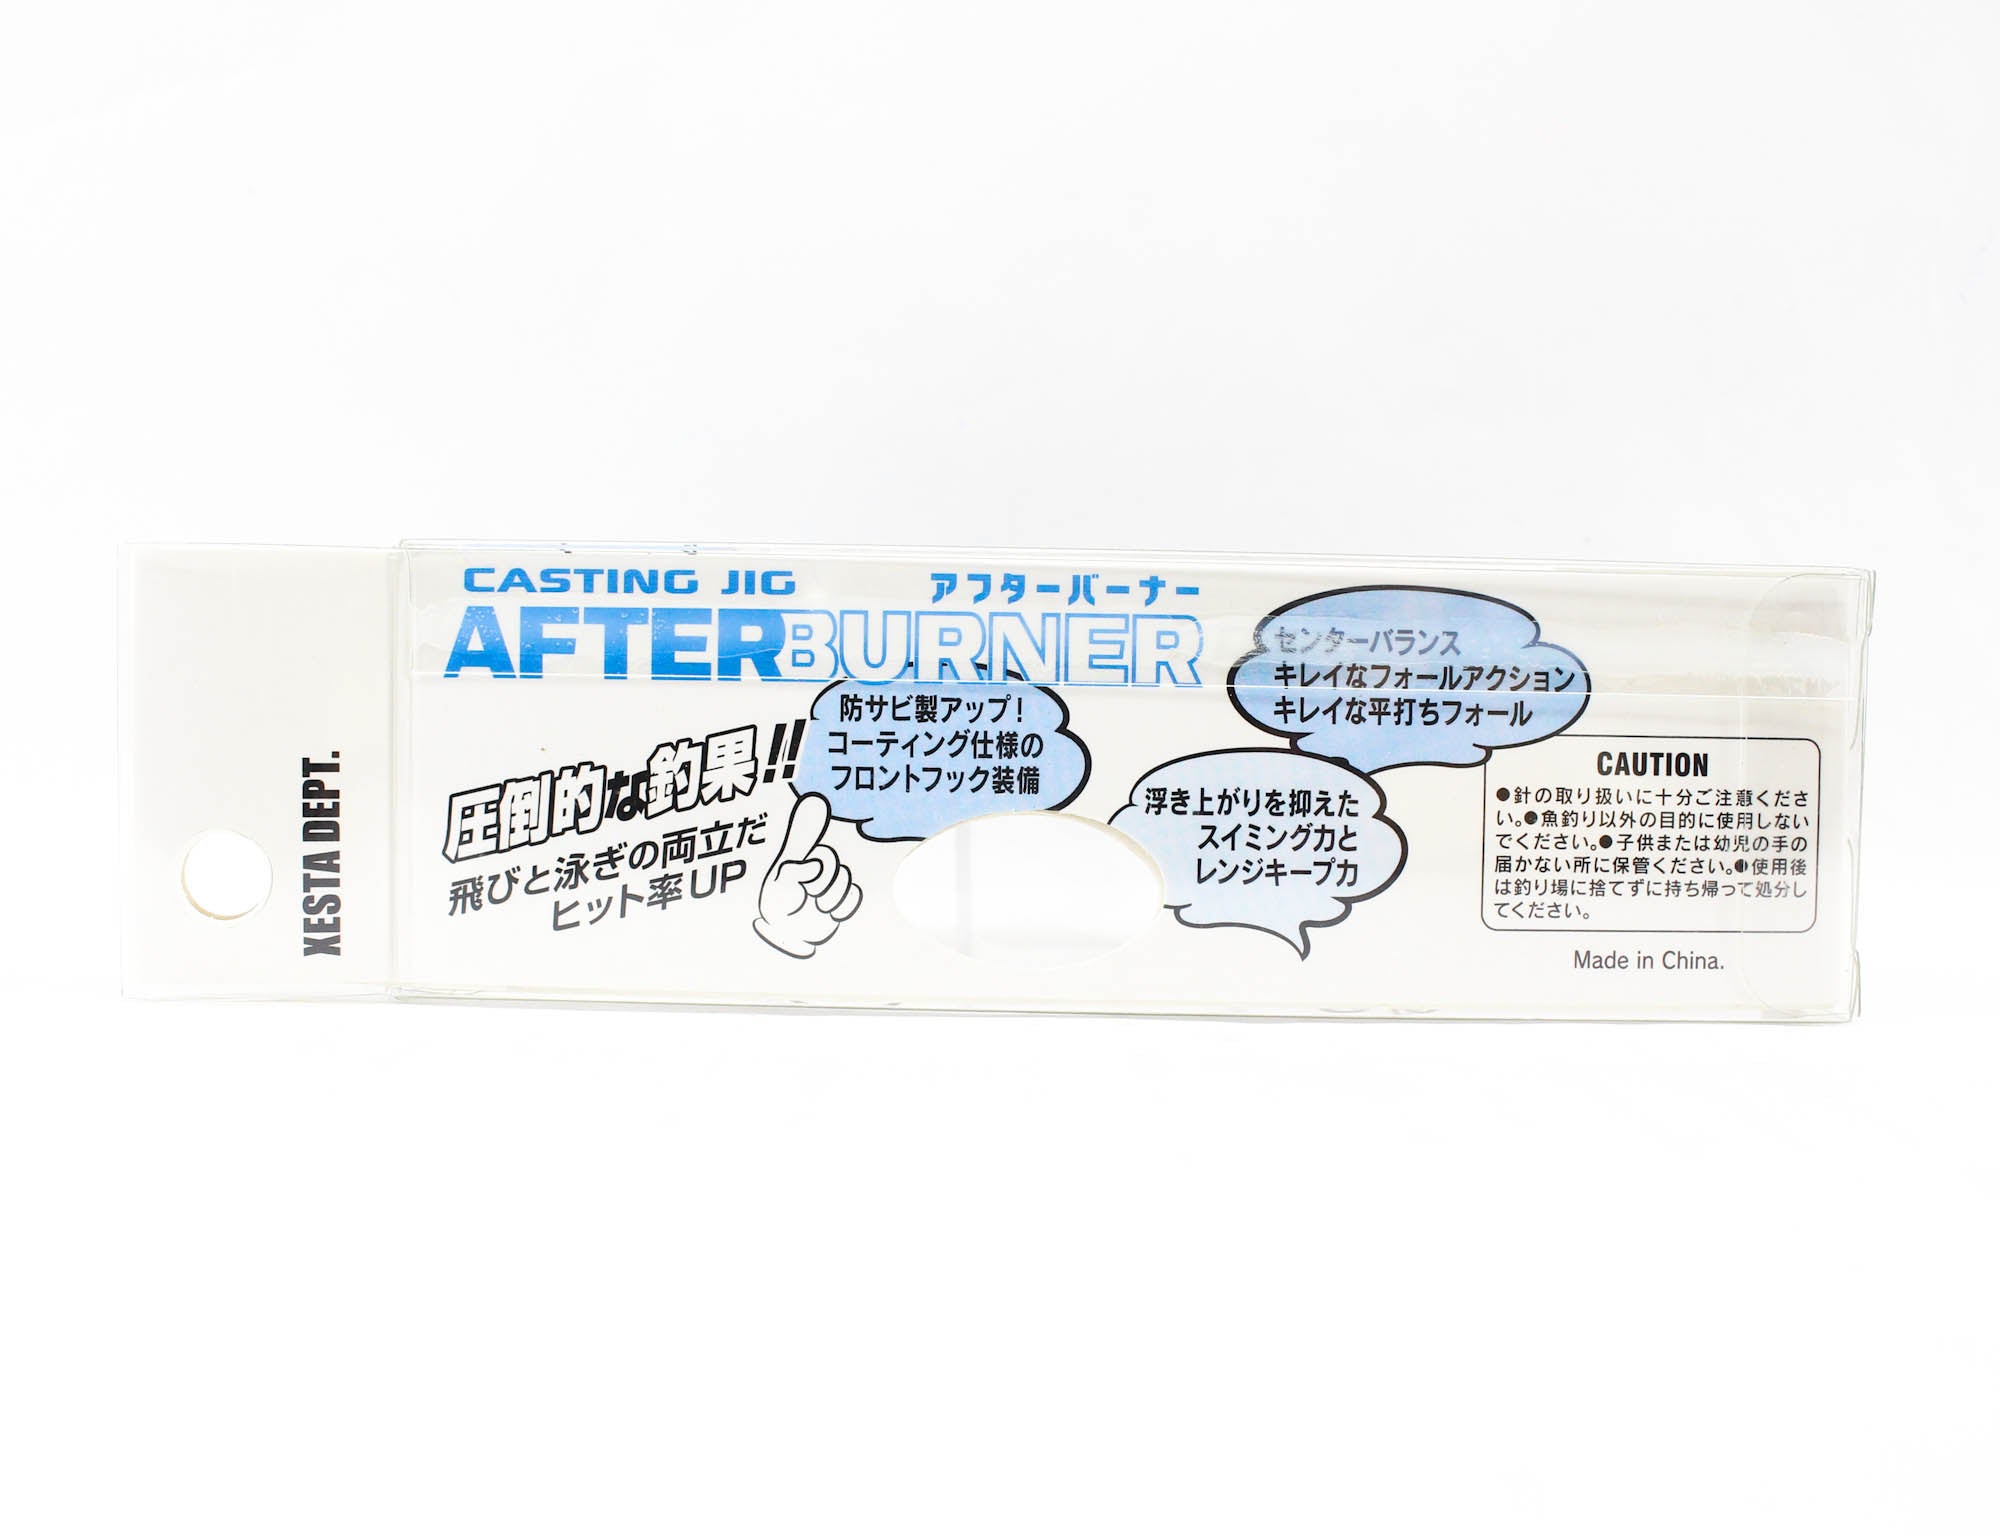 XESTA DEPT.
CASTING JIG
アフターバーナー
AFTERBURNER
圧倒的な釣果!!
飛びと泳ぎの両立だ
ヒット率UP
防サビ製アップ！
コーティング仕様の
フロントフック装備
浮き上がりを抑えた
スイミング力と
レンジキープ力
センターバランス
キレイなフォールアクション
キレイな平打ちフォール
CAUTION
●針の取り扱いに十分ご注意くださ
い。●魚釣り以外の目的に使用しない
でください。●子供または幼児の手の
届かない所に保管ください。●使用後
は釣り場に捨てずに持ち帰って処分し
てください。
Made in China.